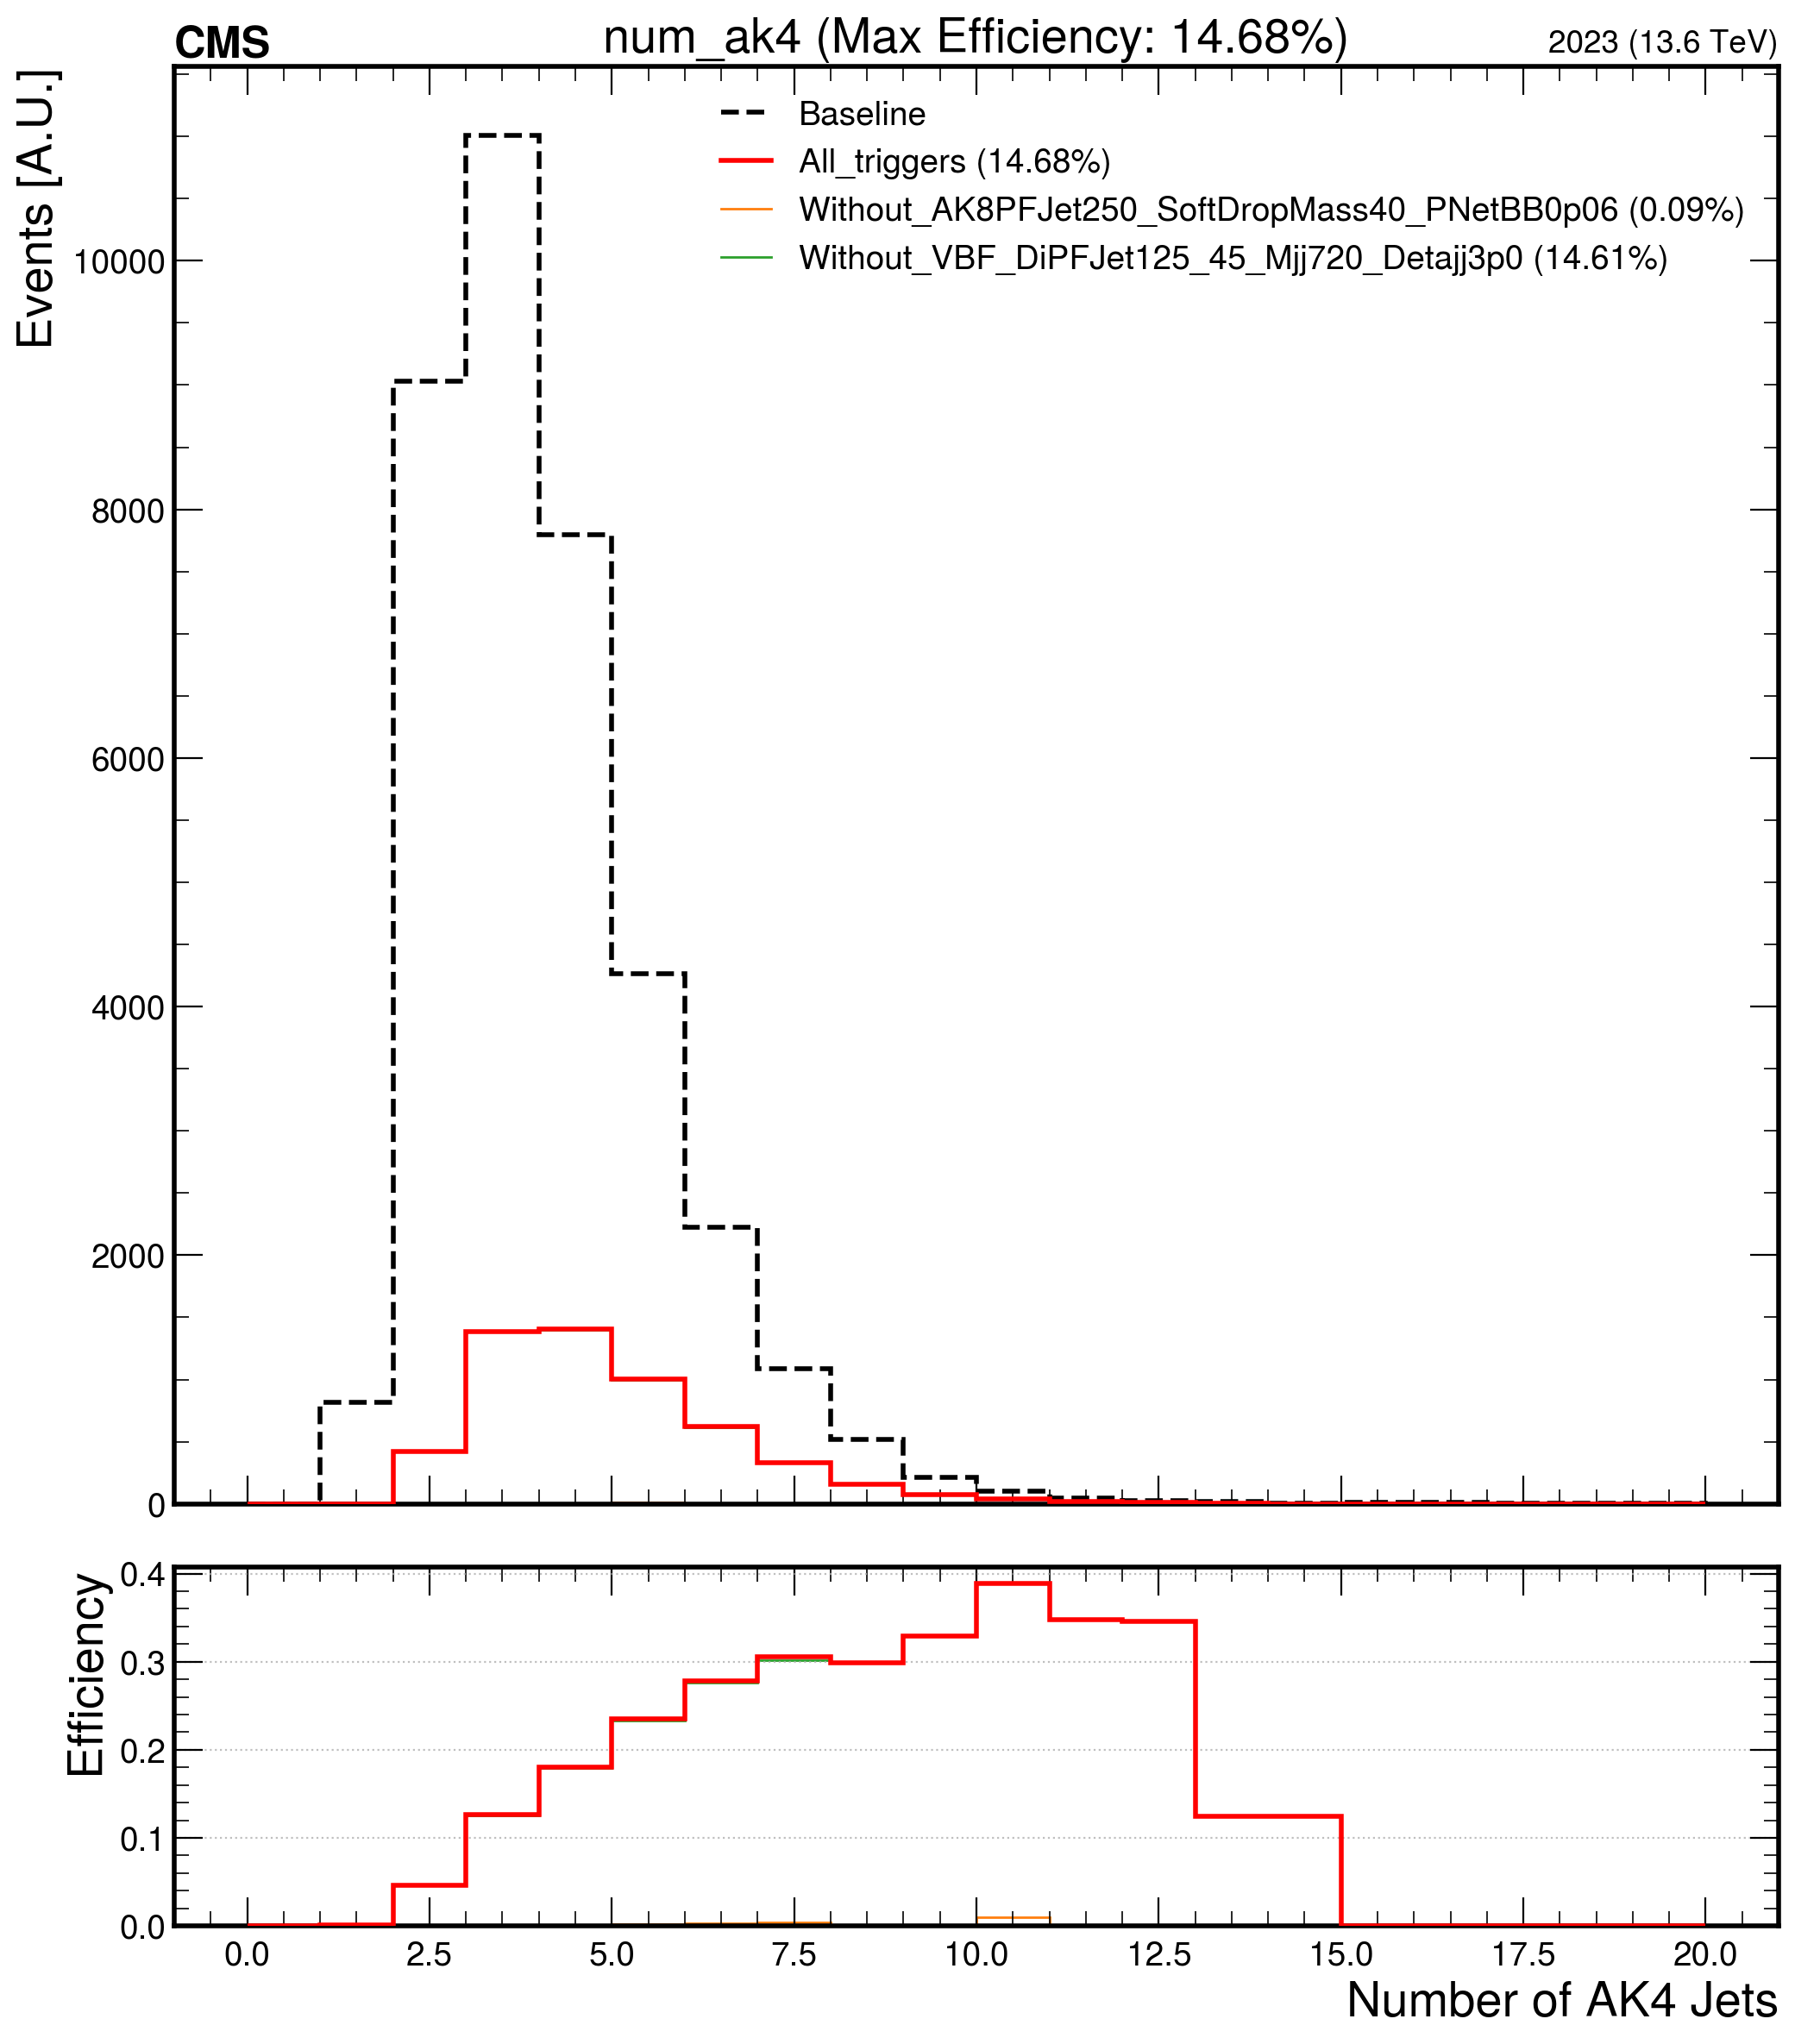 CMS num_ak4 (Max Efficiency: 14.68%) 2023 (13.6 TeV)
Events [A.U.]
Baseline
All_triggers (14.68%)
Without_AK8PFJet250_SoftDropMass40_PNetBB0p06 (0.09%)
Without_VBF_DiPFJet125_45_Mjj720_Detajj3p0 (14.61%)
10000
8000
6000
4000
2000
0
Efficiency
0.4
0.3
0.2
0.1
0.0
0.0 2.5 5.0 7.5 10.0 12.5 15.0 17.5 20.0
Number of AK4 Jets